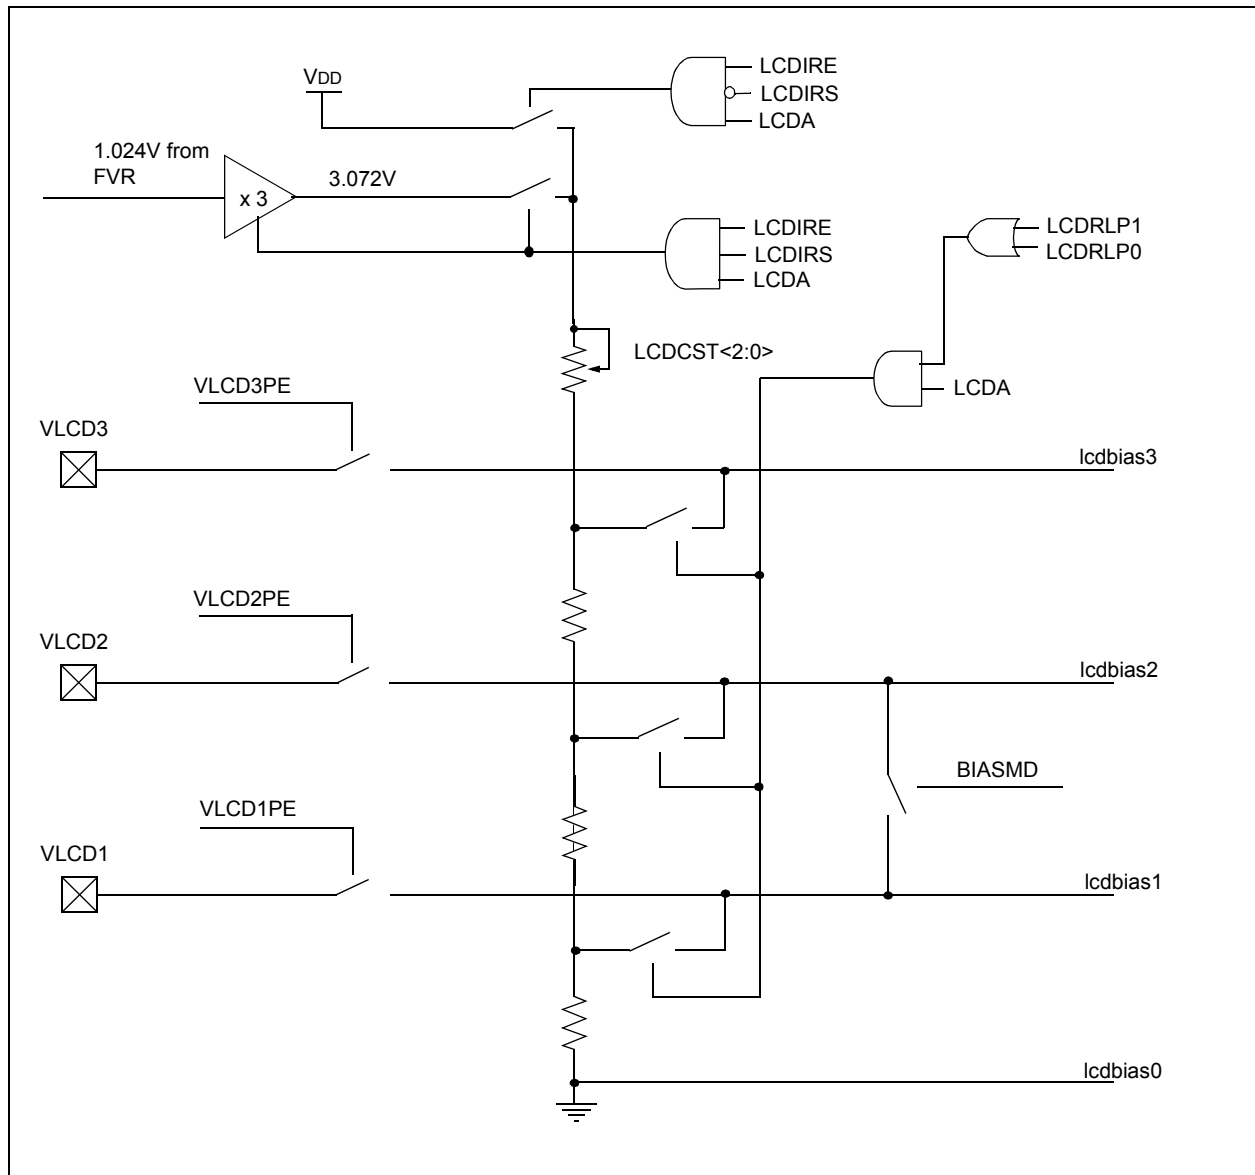 VDD
LCDIRE
LCDIRS
LCDA
1.024V from
FVR
x 3
3.072V
LCDIRE
LCDIRS
LCDA
LCDRLP1
LCDRLP0
LCDCST<2:0>
LCDA
VLCD3PE
VLCD3
lcdbias3
VLCD2PE
VLCD2
lcdbias2
BIASMD
VLCD1PE
VLCD1
lcdbias1
lcdbias0